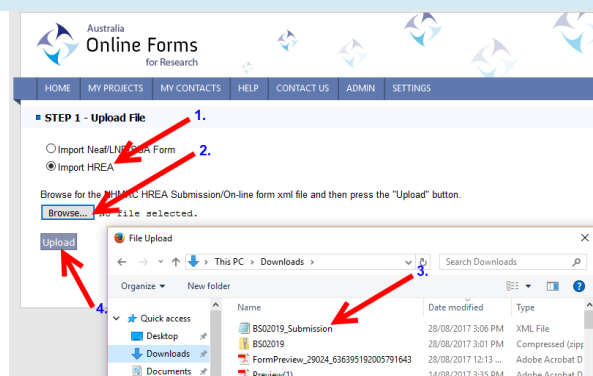 Australia
Online Forms
for Research
HOME MY PROJECTS MY CONTACTS HELP CONTACT US ADMIN SETTINGS
STEP 1 - Upload File
1.
Import Neaf/LNR/SSA Form
2.
Import HREA
Browse for the NHMRC HREA Submission/On-line form xml file and then press the "Upload" button.
Browse... No file selected.
Upload
File Upload
This PC > Downloads > Search Downloads
3.
Organize New folder
4.
Name Date modified Type
Quick access
BS02019_Submission 28/08/2017 3:06 PM XML File
Desktop
BS02019 28/08/2017 3:01 PM Compressed (zipp
Downloads
FormPreview_29024_636395192005791643 28/08/2017 12:13 ... Adobe Acrobat D
Documents
Preview(1) 14/08/2017 3:35 PM Adobe Acrobat D